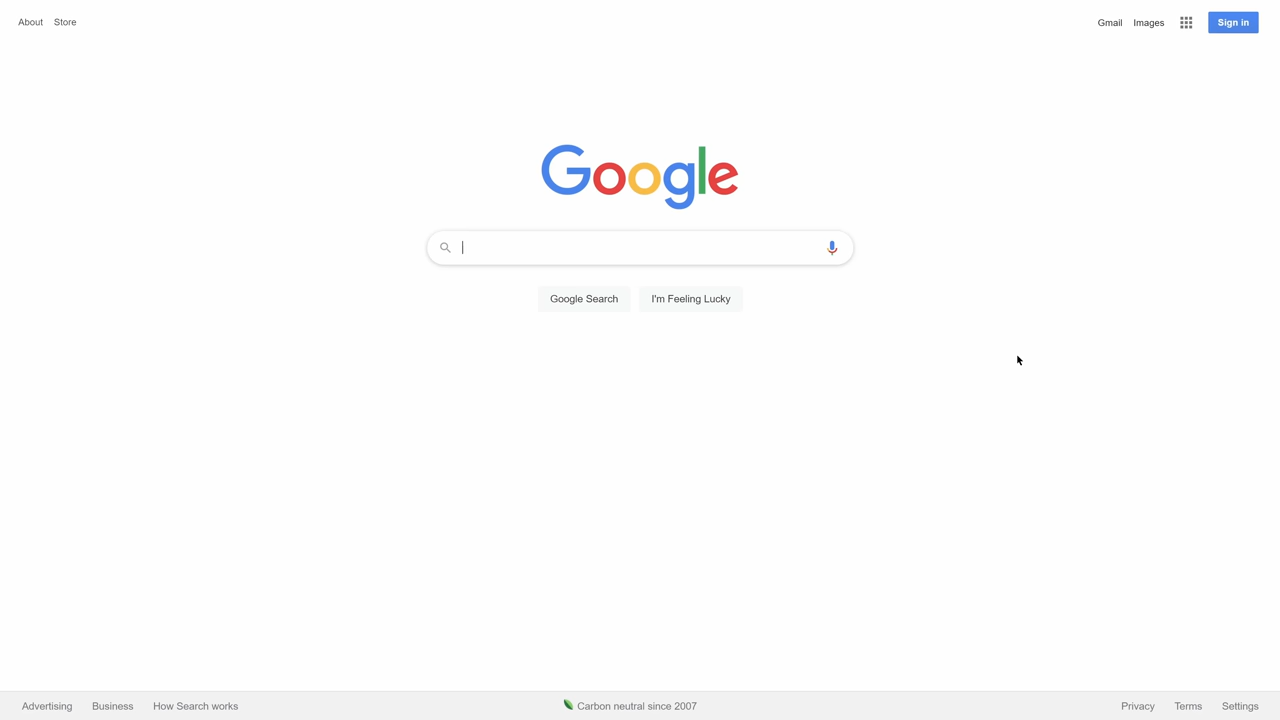 About Store
Gmail Images Sign in
Google
Google Search I'm Feeling Lucky
Advertising Business How Search works Carbon neutral since 2007 Privacy Terms Settings